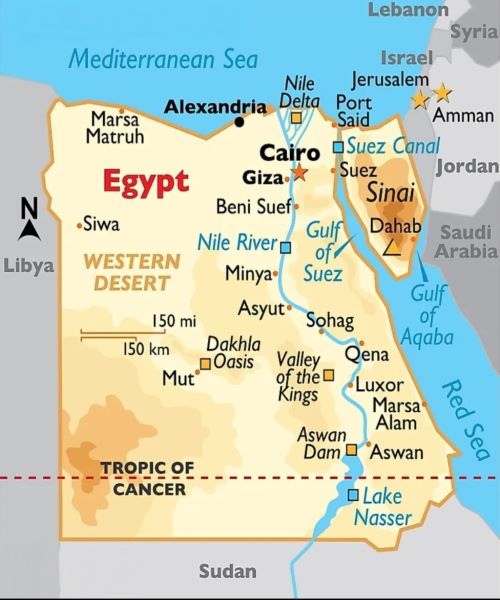 Lebanon
Syria
Mediterranean Sea
Israel
Jerusalem
Nile
Delta
Alexandria
Port
Said
Amman
Marsa
Matruh
Suez Canal
Cairo
Jordan
Egypt
Giza
Suez
Sinai
N
Beni Suef
Siwa
Dahab
Nile River
Gulf
of
Suez
Saudi
Arabia
Libya
WESTERN
DESERT
Minya
Gulf
of
Aqaba
Asyut
150 mi
150 km
Sohag
Dakhla
Oasis
Qena
Mut
Valley
of the
Kings
Luxor
Red Sea
Marsa
Alam
Aswan
Dam
Aswan
TROPIC OF
CANCER
Lake
Nasser
Sudan